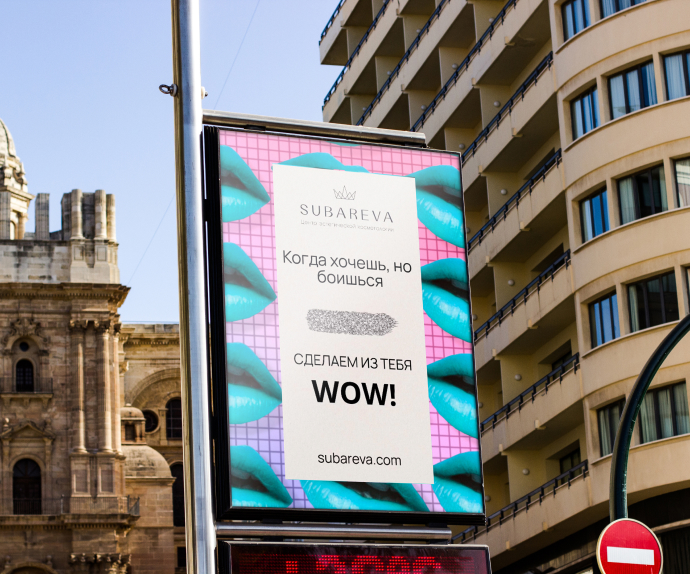 SUBAREVA
Когда хочешь, но
боишься
СДЕЛАЕМ ИЗ ТЕБЯ
WOW!
subareva.com